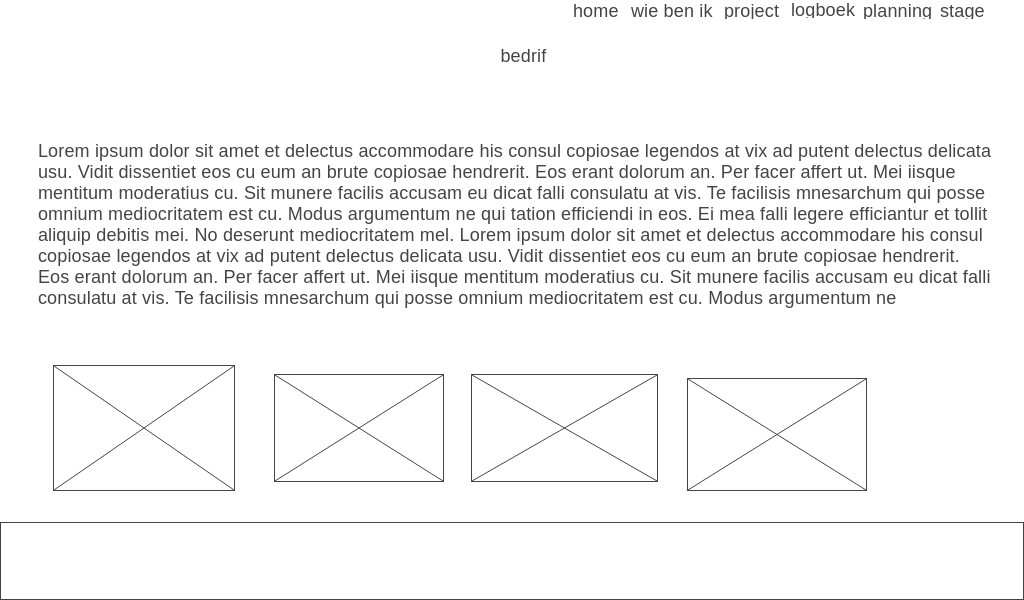 home wie ben ik project logboek planning stage
bedrif
Lorem ipsum dolor sit amet et delectus accommodare his consul copiosae legendos at vix ad putent delectus delicata
usu. Vidit dissentiet eos cu eum an brute copiosae hendrerit. Eos erant dolorum an. Per facer affert ut. Mei iisque
mentitum moderatius cu. Sit munere facilis accusam eu dicat falli consulatu at vis. Te facilisis mnesarchum qui posse
omnium mediocritatem est cu. Modus argumentum ne qui tation efficiendi in eos. Ei mea falli legere efficiantur et tollit
aliquip debitis mei. No deserunt mediocritatem mel. Lorem ipsum dolor sit amet et delectus accommodare his consul
copiosae legendos at vix ad putent delectus delicata usu. Vidit dissentiet eos cu eum an brute copiosae hendrerit.
Eos erant dolorum an. Per facer affert ut. Mei iisque mentitum moderatius cu. Sit munere facilis accusam eu dicat falli
consulatu at vis. Te facilisis mnesarchum qui posse omnium mediocritatem est cu. Modus argumentum ne